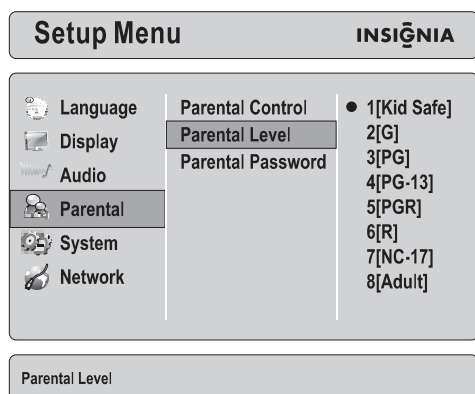 Setup Menu
INSIGNIA
Language
Display
Audio
Parental
System
Network
Parental Control
Parental Level
Parental Password
1[Kid Safe]
2[G]
3[PG]
4[PG-13]
5[PGR]
6[R]
7[NC-17]
8[Adult]
Parental Level